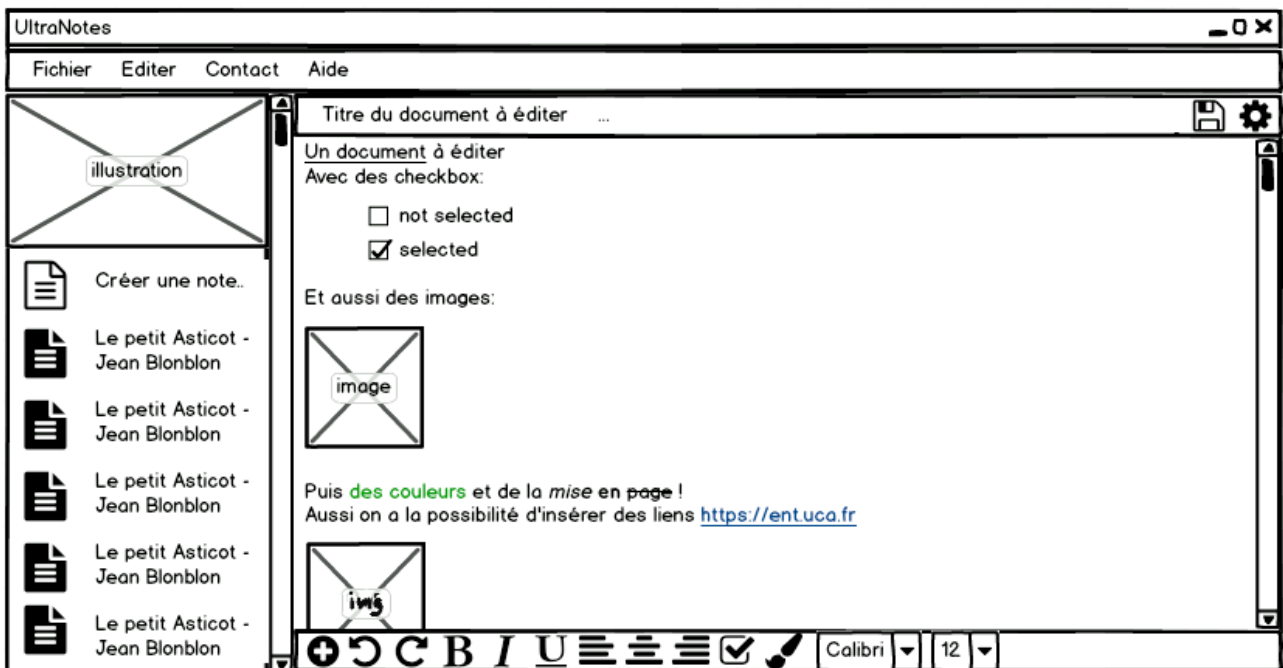 UltraNotes
Fichier Editer Contact Aide
illustration
Créer une note..
Le petit Asticot -
Jean Blonblon
Le petit Asticot -
Jean Blonblon
Le petit Asticot -
Jean Blonblon
Le petit Asticot -
Jean Blonblon
Le petit Asticot -
Jean Blonblon
Titre du document à éditer ...
Un document à éditer
Avec des checkbox:
not selected
selected
Et aussi des images:
image
Puis des couleurs et de la mise en page !
Aussi on a la possibilité d'insérer des liens https://ent.uca.fr
img
B I U Calibri 12